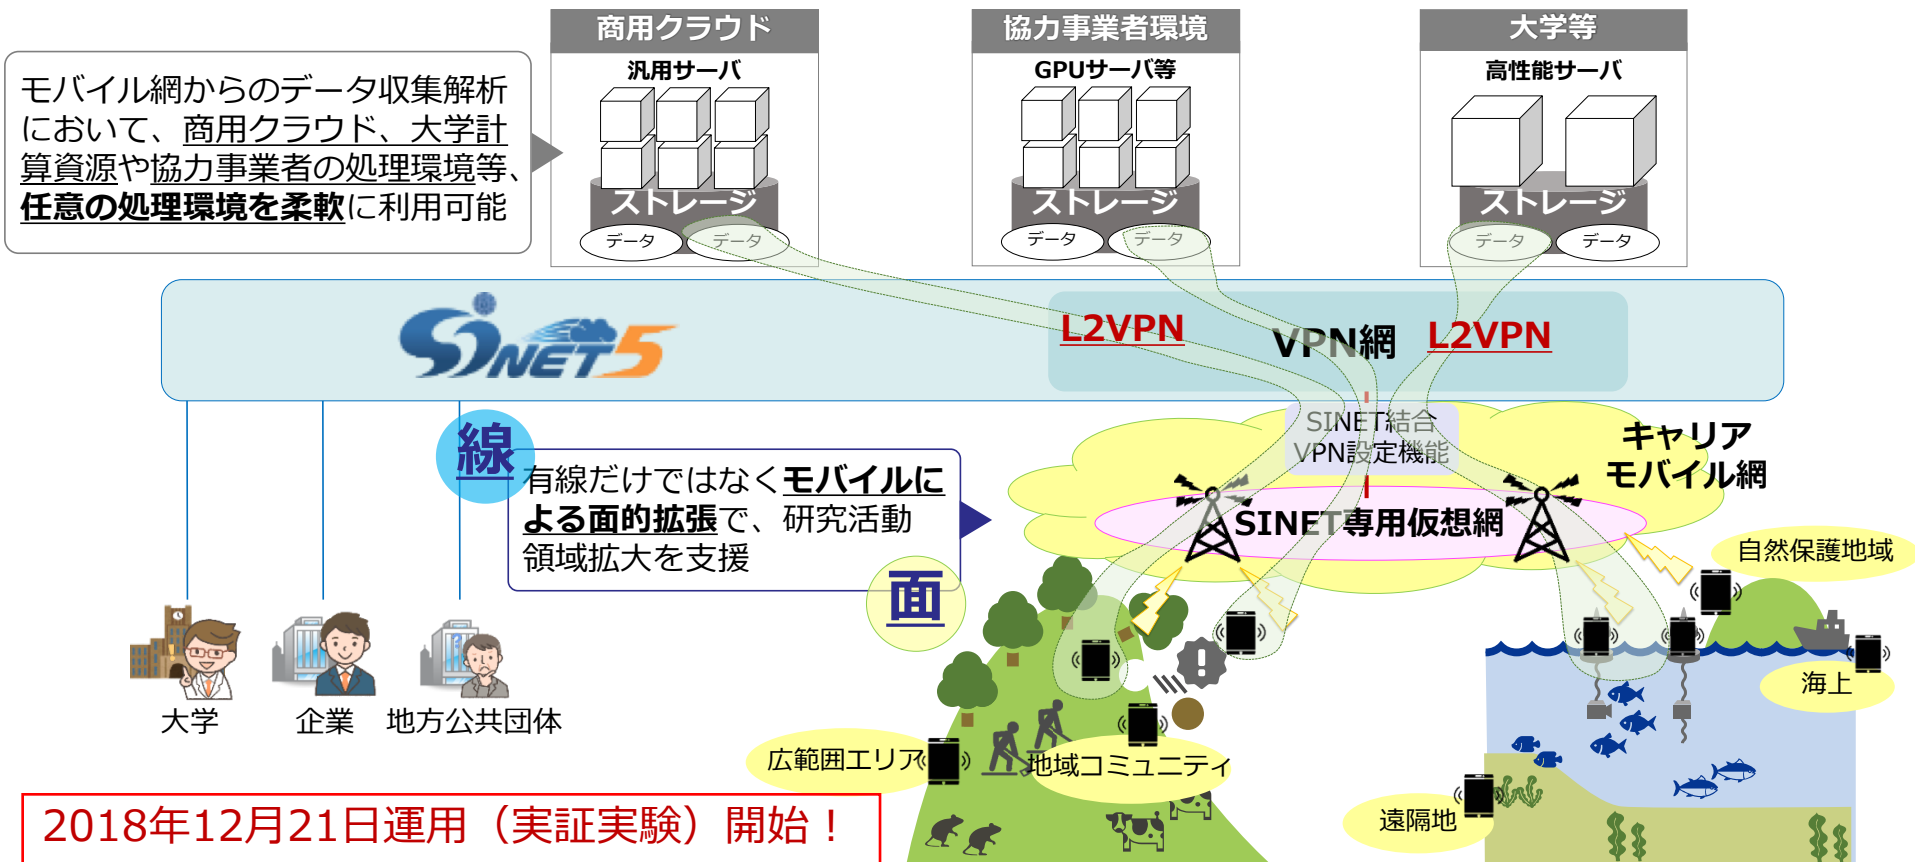 商用クラウド
汎用サーバ
ストレージ
データ
データ
協力事業者環境
GPUサーバ等
ストレージ
データ
データ
大学等
高性能サーバ
ストレージ
データ
データ
モバイル網からのデータ収集解析
において、商用クラウド、大学計
算資源や協力事業者の処理環境等、
任意の処理環境を柔軟に利用可能
SINET5
L2VPN
VPN網
L2VPN
SINET結合
VPN設定機能
キャリア
モバイル網
SINET専用仮想網
線
有線だけではなくモバイルに
よる面的拡張で、研究活動
領域拡大を支援
面
大学
企業
地方公共団体
自然保護地域
海上
広範囲エリア
地域コミュニティ
遠隔地
2018年12月21日運用（実証実験）開始！